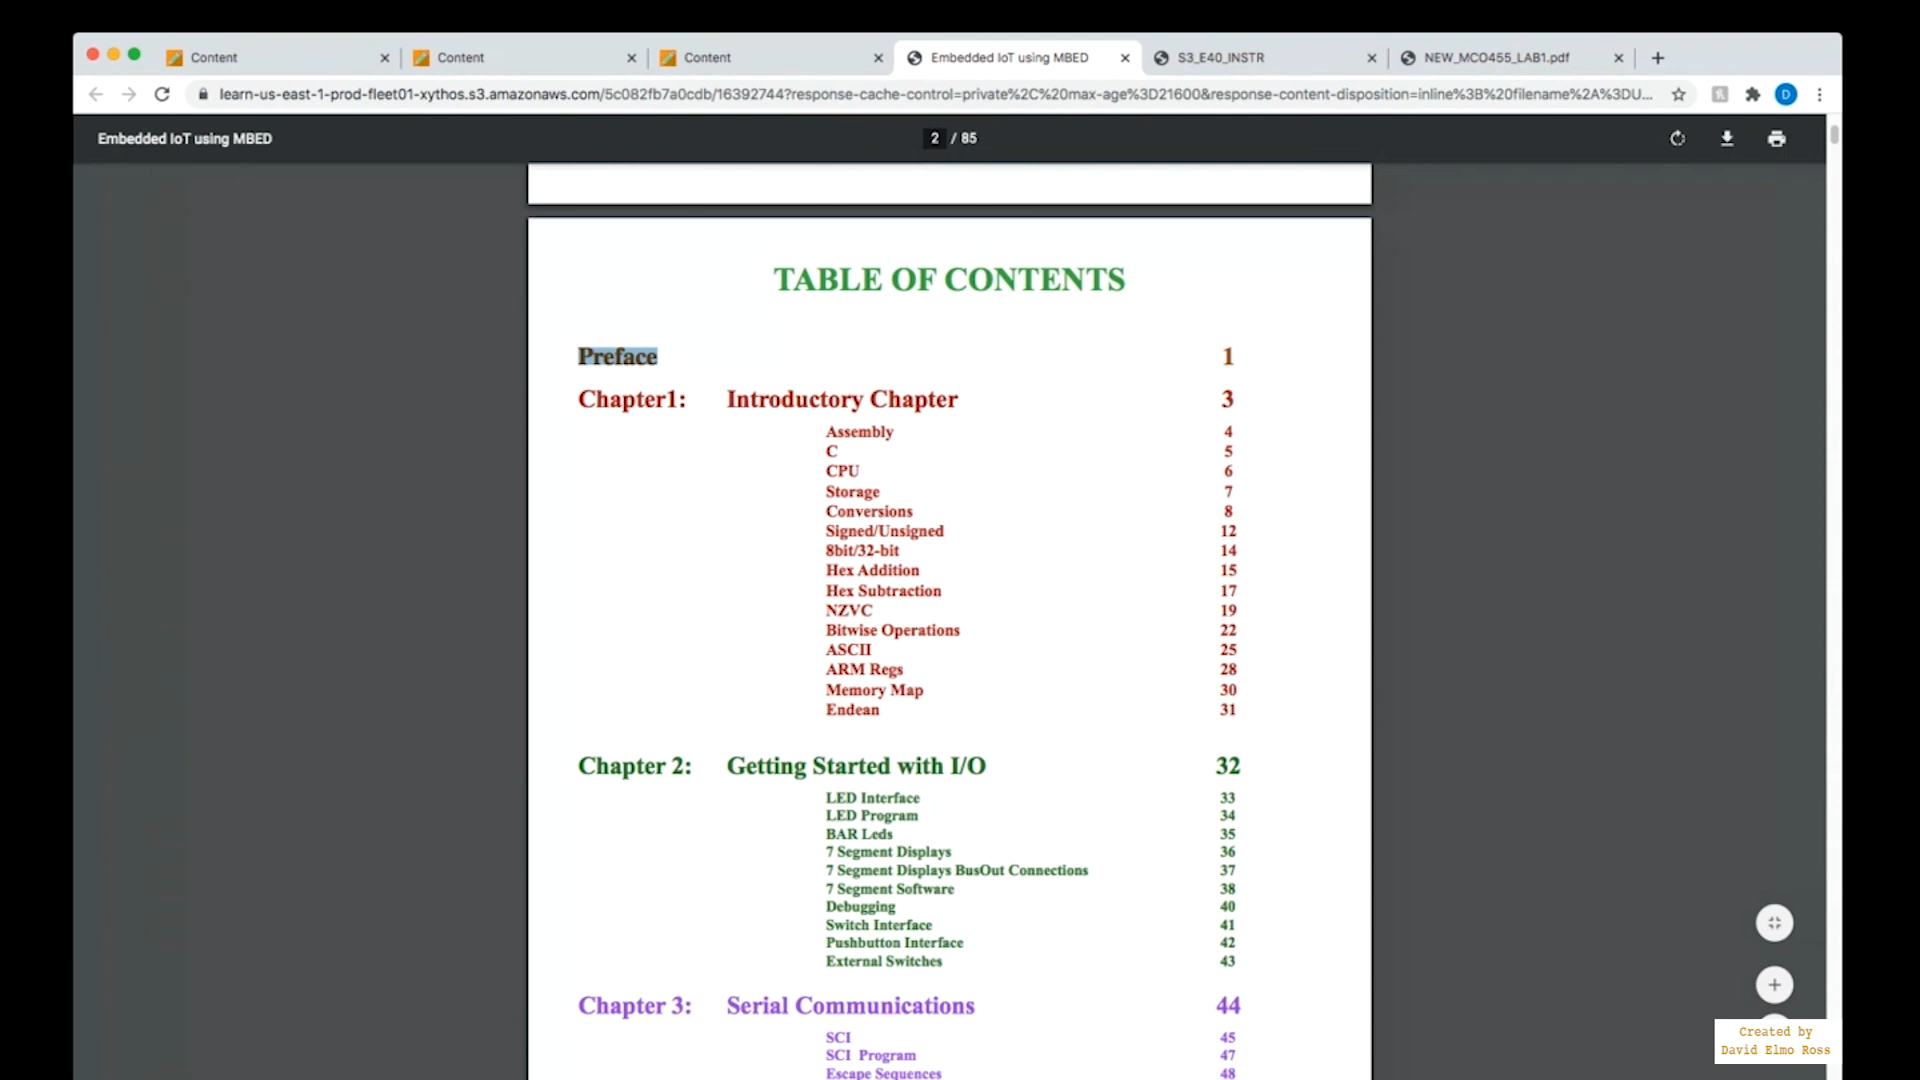 Content
Content
Content
Embedded IoT using MBED
S3_E40_INSTR
NEW_MCO455_LAB1.pdf
learn-us-east-1-prod-fleet01-xythos.s3.amazonaws.com/5c082fb7a0cdb/16392744?response-cache-control=private%2C%20max-age%3D21600&response-content-disposition=inline%3B%20filename%2A%3DU...
D
Embedded IoT using MBED
2 / 85
TABLE OF CONTENTS
Preface 1
Chapter1: Introductory Chapter 3
Assembly 4
C 5
CPU 6
Storage 7
Conversions 8
Signed/Unsigned 12
8bit/32-bit 14
Hex Addition 15
Hex Subtraction 17
NZVC 19
Bitwise Operations 22
ASCII 25
ARM Regs 28
Memory Map 30
Endean 31
Chapter 2: Getting Started with I/O 32
LED Interface 33
LED Program 34
BAR Leds 35
7 Segment Displays 36
7 Segment Displays BusOut Connections 37
7 Segment Software 38
Debugging 40
Switch Interface 41
Pushbutton Interface 42
External Switches 43
Chapter 3: Serial Communications 44
SCI 45
SCI Program 47
Escape Sequences 48
Created by
David Elmo Ross